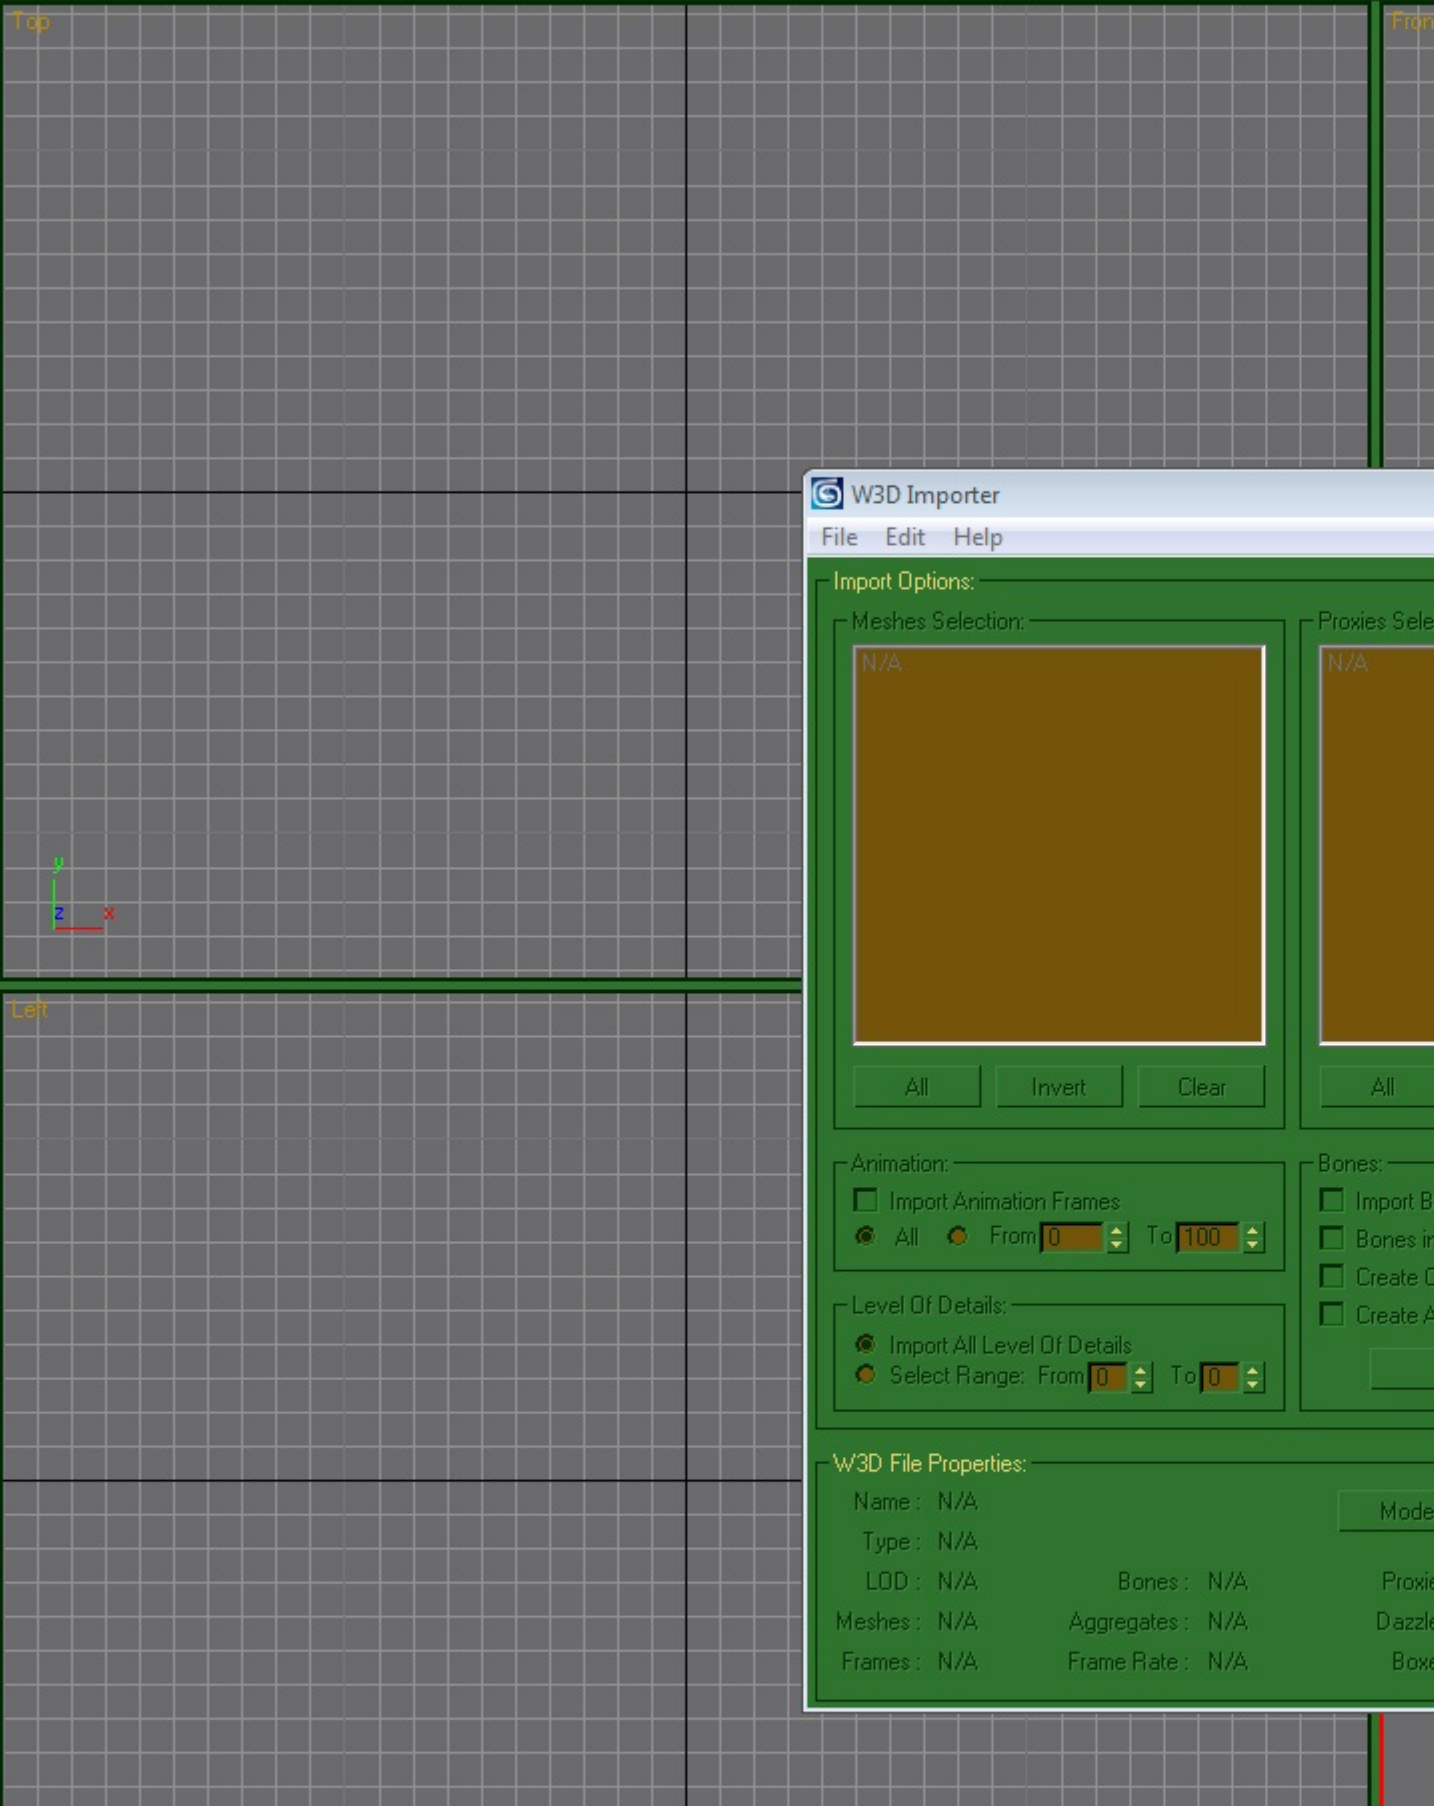 Top
Fron
y
z x
Left
W3D Importer
File Edit Help
Import Options:
Meshes Selection:
N/A
All Invert Clear
Proxies Sele
N/A
All
Animation:
Import Animation Frames
All From 0 To 100
Level Of Details:
Import All Level Of Details
Select Range: From 0 To 0
Bones:
Import B
Bones in
Create C
Create A
W3D File Properties:
Name : N/A
Mode
Type : N/A
LOD : N/A Bones : N/A Proxie
Meshes : N/A Aggregates : N/A Dazzle
Frames : N/A Frame Rate : N/A Boxe